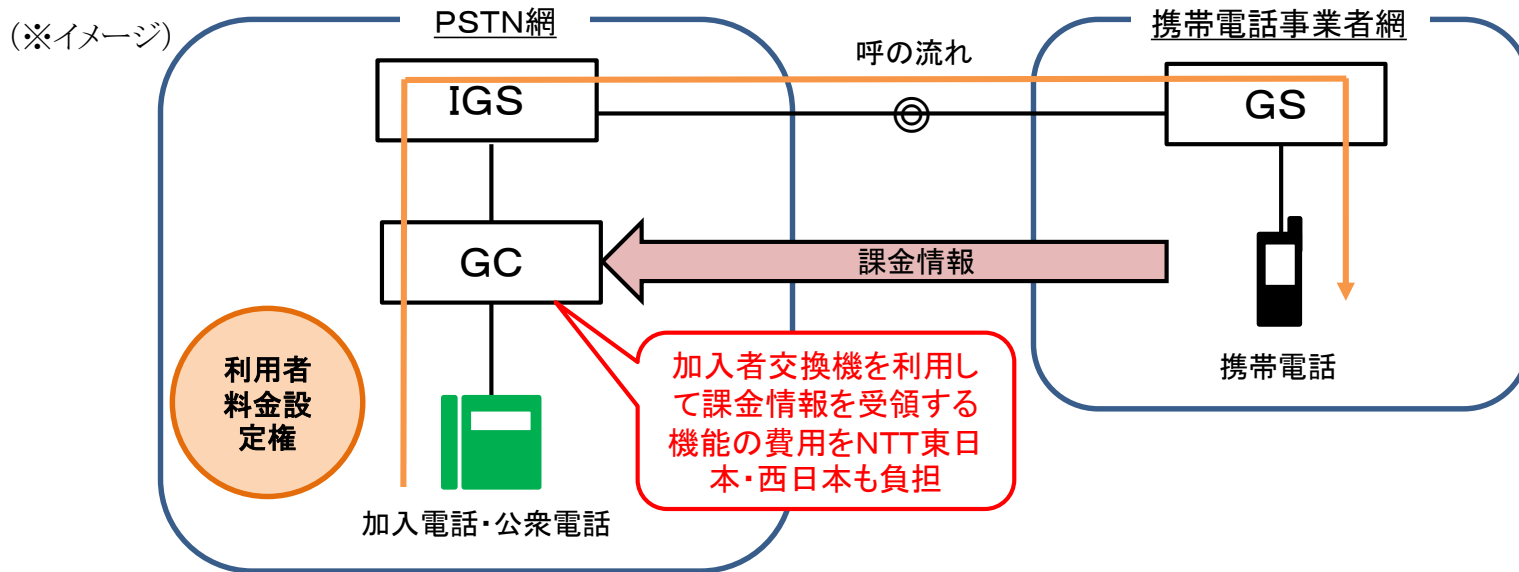 (※イメージ)
PSTN網
携帯電話事業者網
呼の流れ
IGS
GS
GC
課金情報
利用者
料金設
定権
加入者交換機を利用し
て課金情報を受領する
機能の費用をNTT東日
本・西日本も負担
携帯電話
加入電話・公衆電話